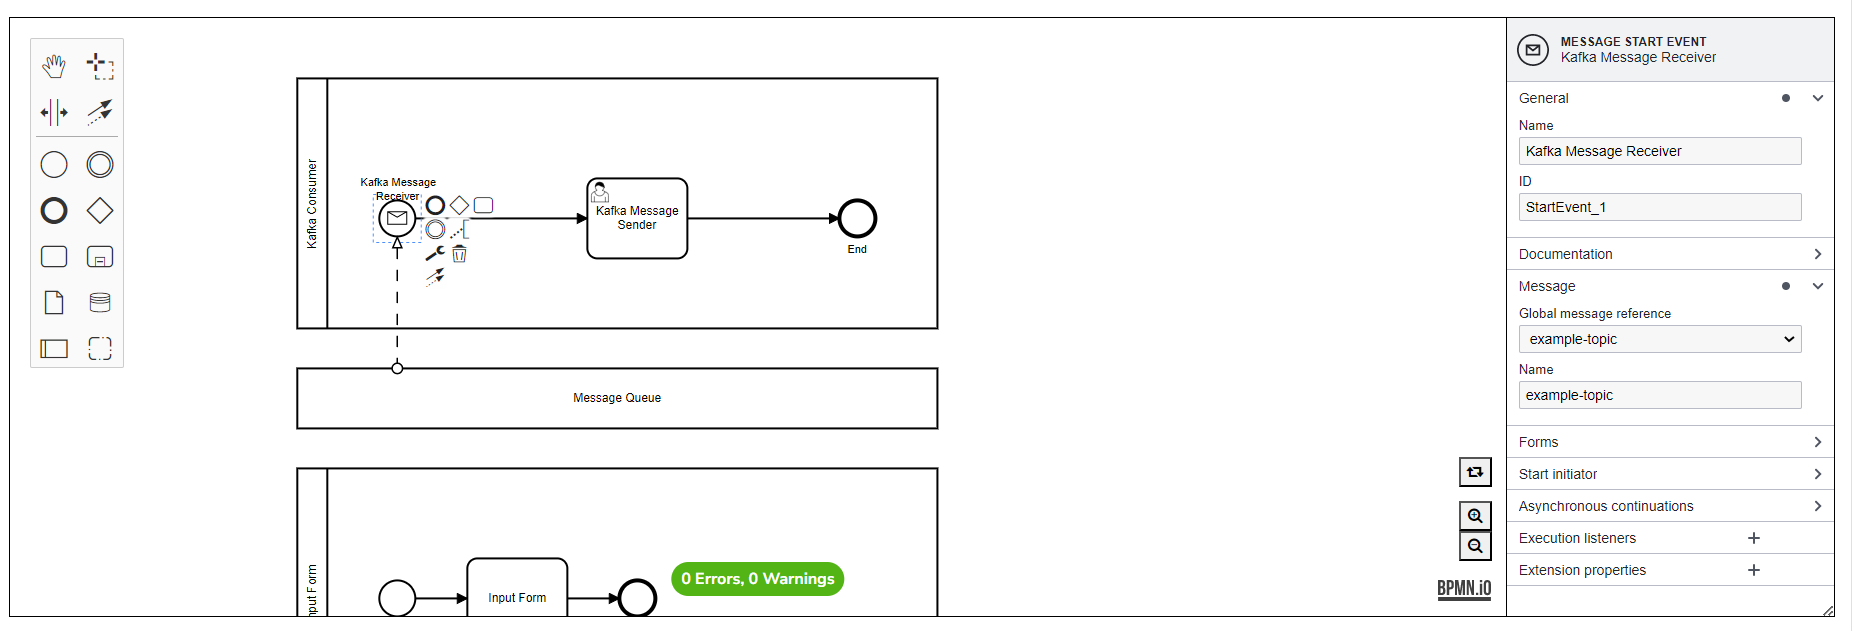 Kafka Consumer
Kafka Message
Receiver
Kafka Message
Sender
End
Message Queue
Input Form
0 Errors, 0 Warnings
BPMN.iO
MESSAGE START EVENT
Kafka Message Receiver
General
Name
Kafka Message Receiver
ID
StartEvent_1
Documentation
Message
Global message reference
example-topic
Name
example-topic
Forms
Start initiator
Asynchronous continuations
Execution listeners
Extension properties